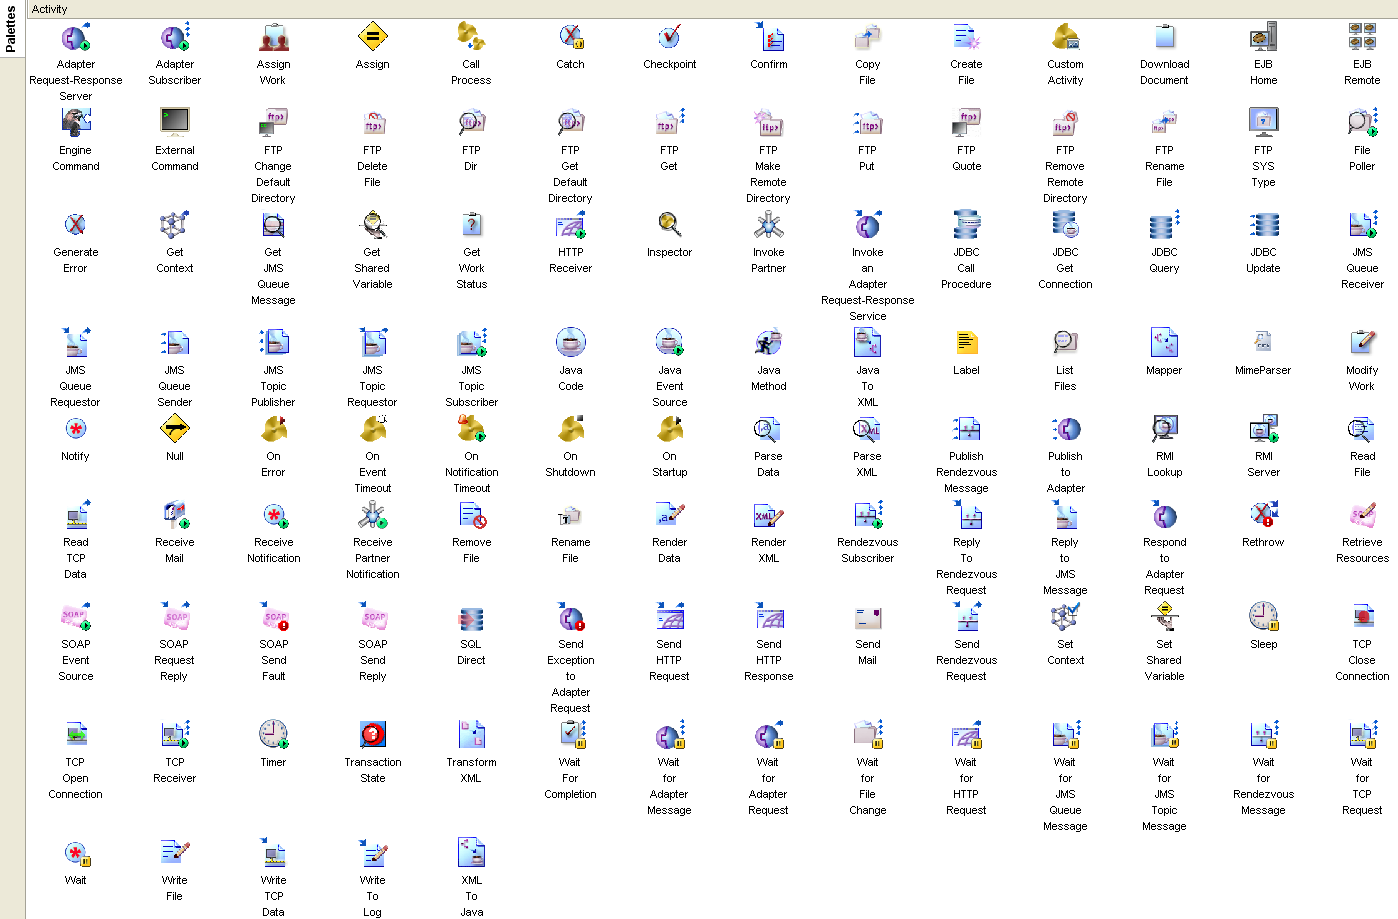 Palettes
Activity
Adapter
Request-Response
Server
Adapter
Subscriber
Assign
Work
Assign
Call
Process
Catch
Checkpoint
Confirm
Copy
File
Create
File
Custom
Activity
Download
Document
EJB
Home
EJB
Remote
Engine
Command
External
Command
FTP
Change
Default
Directory
FTP
Delete
File
FTP
Dir
FTP
Get
Default
Directory
FTP
Get
FTP
Make
Remote
Directory
FTP
Put
FTP
Quote
FTP
Remove
Remote
Directory
FTP
Rename
File
FTP
SYS
Type
File
Poller
Generate
Error
Get
Context
Get
JMS
Queue
Message
Get
Shared
Variable
Get
Work
Status
HTTP
Receiver
Inspector
Invoke
Partner
Invoke
an
Adapter
Request-Response
Service
JDBC
Call
Procedure
JDBC
Get
Connection
JDBC
Query
JDBC
Update
JMS
Queue
Receiver
JMS
Queue
Requestor
JMS
Queue
Sender
JMS
Topic
Publisher
JMS
Topic
Requestor
JMS
Topic
Subscriber
Java
Code
Java
Event
Source
Java
Method
Java
To
XML
Label
List
Files
Mapper
MimeParser
Modify
Work
Notify
Null
On
Error
On
Event
Timeout
On
Notification
Timeout
On
Shutdown
On
Startup
Parse
Data
Parse
XML
Publish
Rendezvous
Message
Publish
to
Adapter
RMI
Lookup
RMI
Server
Read
File
Read
TCP
Data
Receive
Mail
Receive
Notification
Receive
Partner
Notification
Remove
File
Rename
File
Render
Data
Render
XML
Rendezvous
Subscriber
Reply
To
Rendezvous
Request
Reply
to
JMS
Message
Respond
to
Adapter
Request
Rethrow
Retrieve
Resources
SOAP
Event
Source
SOAP
Request
Reply
SOAP
Send
Fault
SOAP
Send
Reply
SQL
Direct
Send
Exception
to
Adapter
Request
Send
HTTP
Request
Send
HTTP
Response
Send
Mail
Send
Rendezvous
Request
Set
Context
Set
Shared
Variable
Sleep
TCP
Close
Connection
TCP
Open
Connection
TCP
Receiver
Timer
Transaction
State
Transform
XML
Wait
For
Completion
Wait
for
Adapter
Message
Wait
for
Adapter
Request
Wait
for
File
Change
Wait
for
HTTP
Request
Wait
for
JMS
Queue
Message
Wait
for
JMS
Topic
Message
Wait
for
Rendezvous
Message
Wait
for
TCP
Request
Wait
Write
File
Write
TCP
Data
Write
To
Log
XML
To
Java